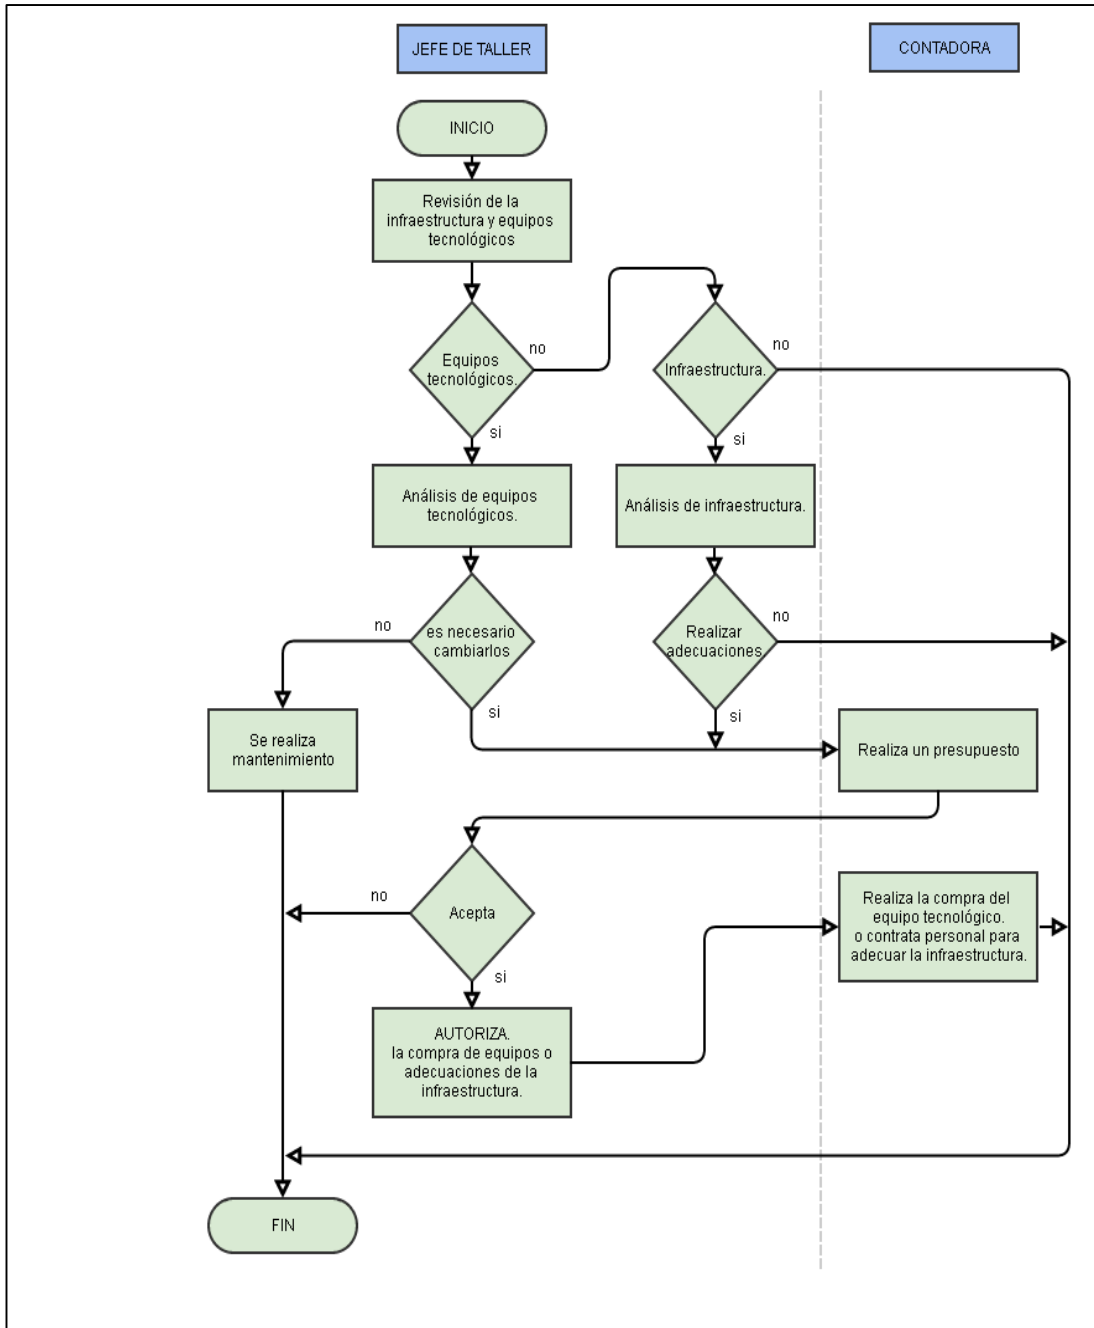 JEFE DE TALLER
CONTADORA
INICIO
Revisión de la
infraestructura y equipos
tecnológicos
Equipos
tecnológicos.
no
si
Infraestructura.
no
si
Análisis de equipos
tecnológicos.
Análisis de infraestructura.
es necesario
cambiarlos
no
si
Realizar
adecuaciones
no
si
Se realiza
mantenimiento
Realiza un presupuesto
Acepta
no
si
Realiza la compra del
equipo tecnológico.
o contrata personal para
adecuar la infraestructura.
AUTORIZA.
la compra de equipos o
adecuaciones de la
infraestructura.
FIN